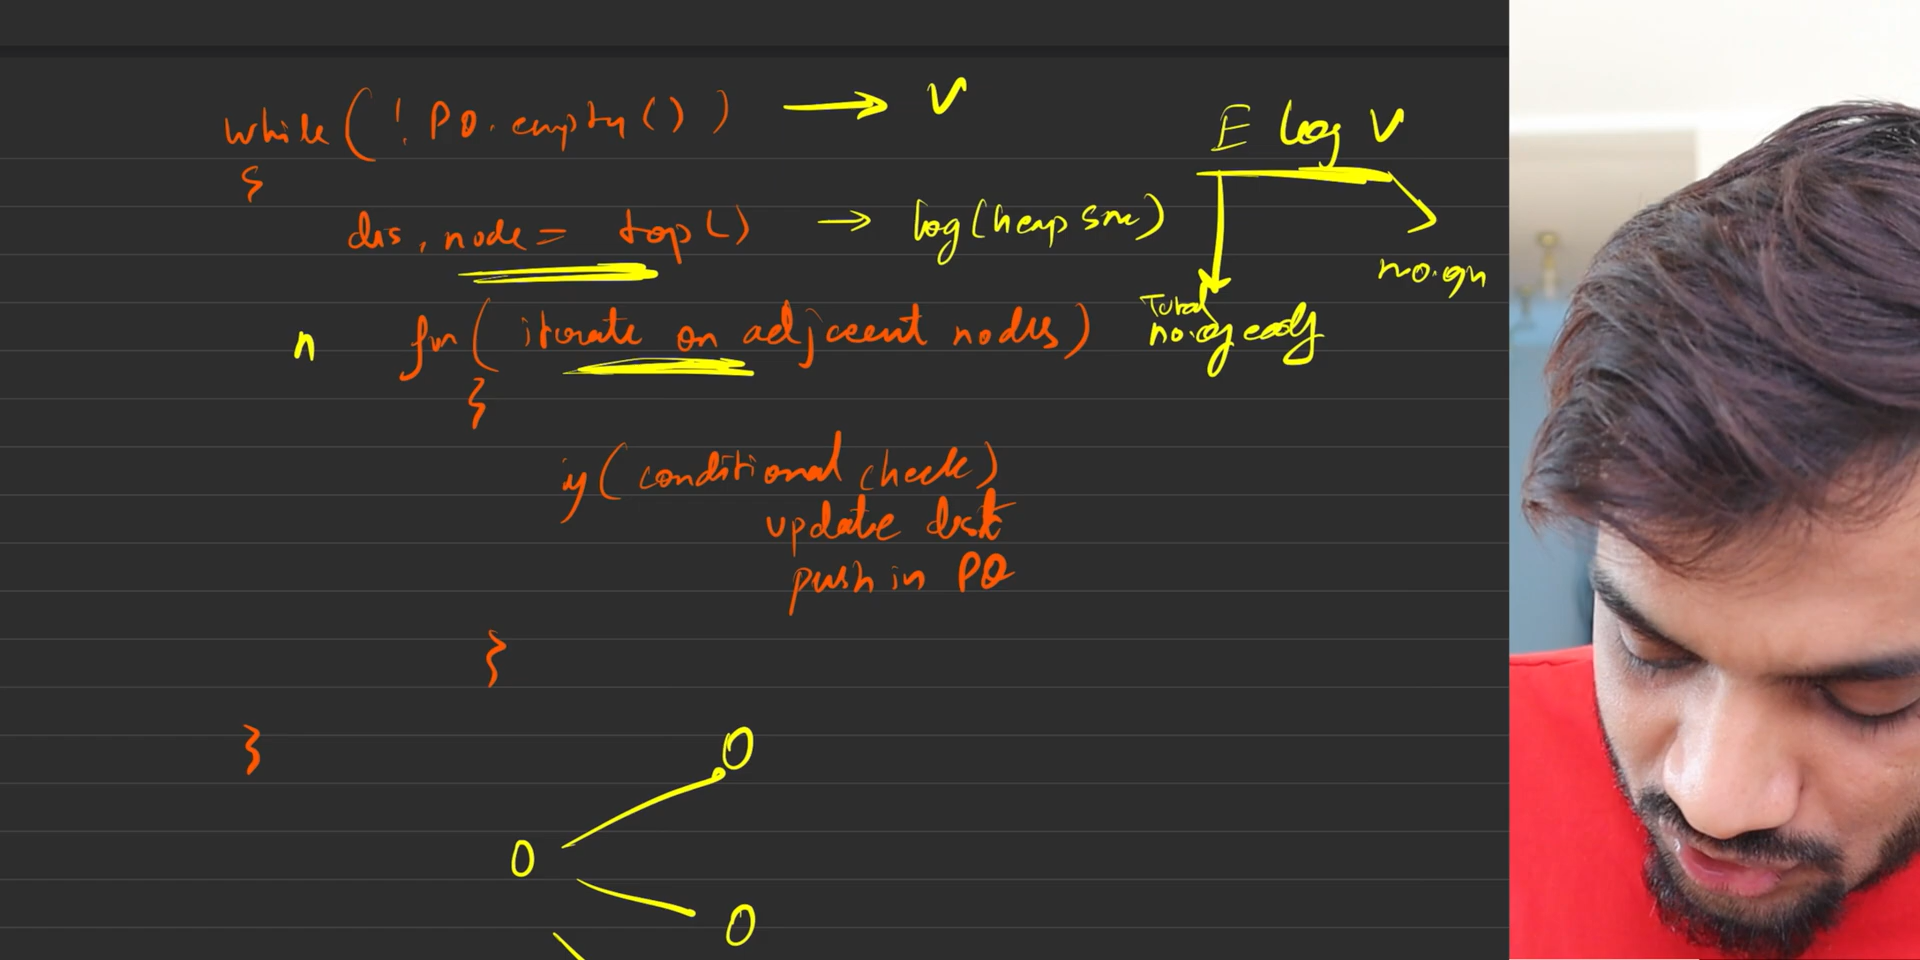 while ( ! PQ.empty() ) → V
{
dis, node = top() → log(heap size)
E log V
no. of
Total
no. of edg
n for ( iterate on adjacent nodes )
{
if ( conditional check )
update dist
push in PQ
}
}
O
O
O